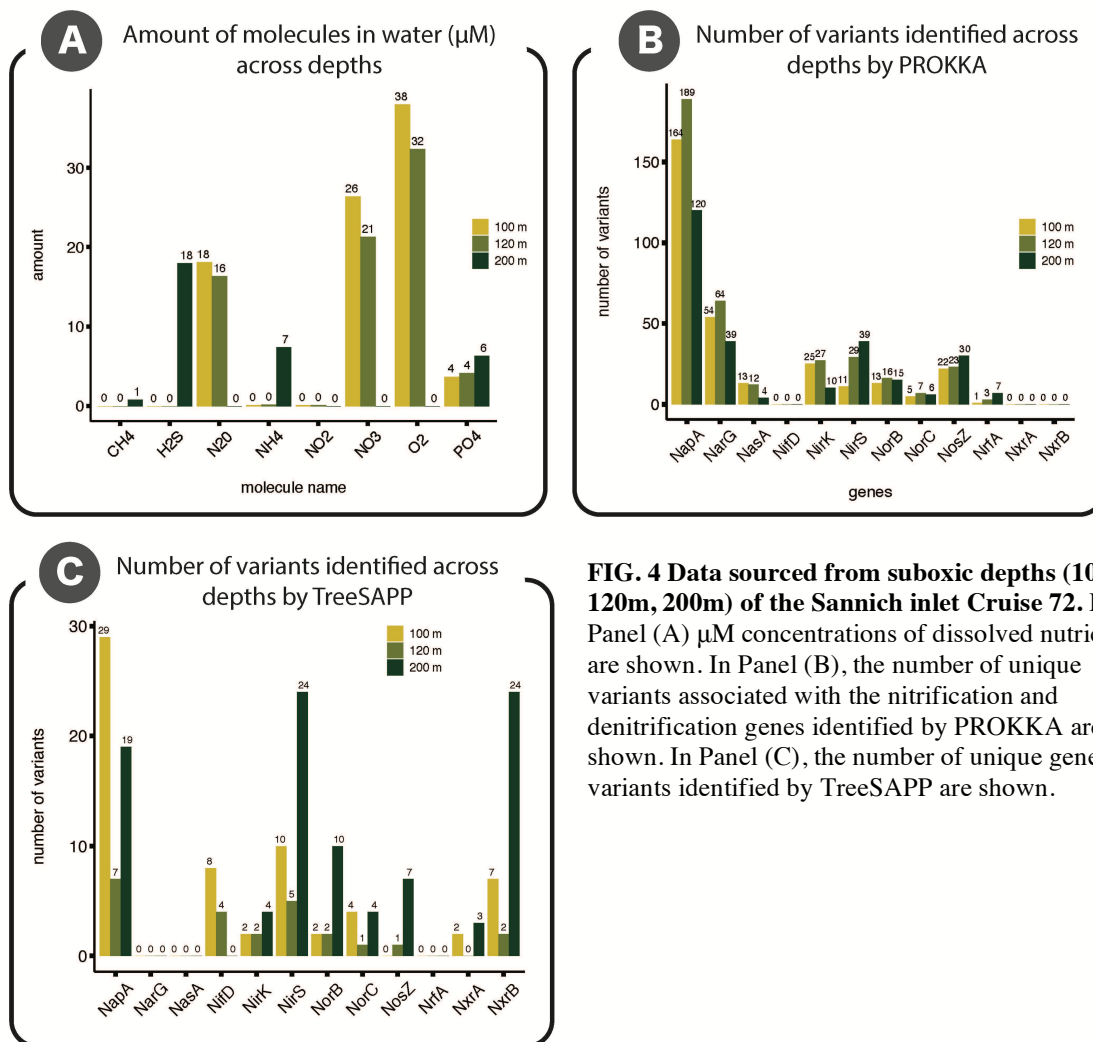 A
Amount of molecules in water (µM)
across depths
38
32
30
26
21
20
18
18
16
10
7
6
4
4
1
0
0 0
0 0
0
0 0
0 0 0
0
0
amount
100 m
120 m
200 m
CH4
H2S
N20
NH4
NO2
NO3
O2
PO4
molecule name
B
Number of variants identified across
depths by PROKKA
189
164
150
120
100
64
54
50
39
13 12
4
0 0 0
25 27
10
11
29
39
13
16 15
5 7 6
22 23
30
1 3
7
0 0 0
0 0 0
0
number of variants
100 m
120 m
200 m
NapA
NarG
NasA
NifD
NirK
NirS
NorB
NorC
NosZ
NrfA
NxrA
NxrB
genes
C
Number of variants identified across
depths by TreeSAPP
30
29
20
19
10
7
0
0 0 0
0 0 0
8
4
0
2 2
4
10
5
24
2 2
10
4
1
4
0
1
7
0 0 0
2
0
3
7
2
24
number of variants
100 m
120 m
200 m
NapA
NarG
NasA
NifD
NirK
NirS
NorB
NorC
NosZ
NrfA
NxrA
NxrB
genes
FIG. 4 Data sourced from suboxic depths (10
120m, 200m) of the Sannich inlet Cruise 72.
Panel (A) µM concentrations of dissolved nutri
are shown. In Panel (B), the number of unique
variants associated with the nitrification and
denitrification genes identified by PROKKA ar
shown. In Panel (C), the number of unique gene
variants identified by TreeSAPP are shown.